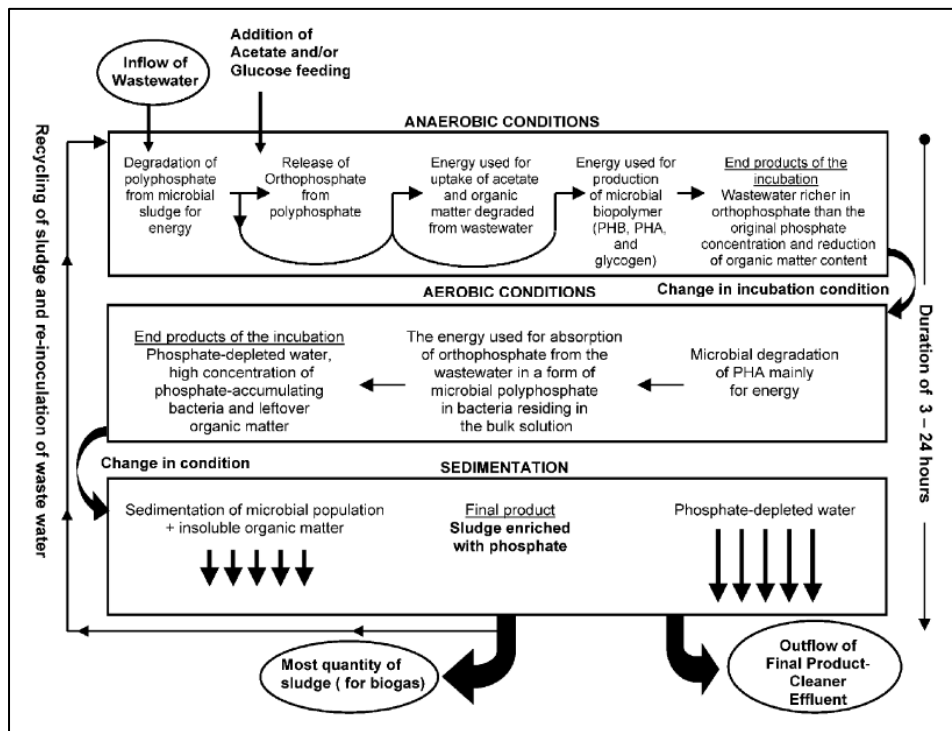 Inflow of
Wastewater
Addition of
Acetate and/or
Glucose feeding
Recycling of sludge and re-inoculation of waste water
ANAEROBIC CONDITIONS
Degradation of
polyphosphate
from microbial
sludge for
energy
Release of
Orthophosphate
from
polyphosphate
Energy used for
uptake of acetate
and organic
matter degraded
from wastewater
Energy used for
production
of microbial
biopolymer
(PHB, PHA,
and
glycogen)
End products of the
incubation
Wastewater richer in
orthophosphate than the
original phosphate
concentration and reduction
of organic matter content
Change in incubation condition
Duration of 3 – 24 hours
AEROBIC CONDITIONS
End products of the incubation
Phosphate-depleted water,
high concentration of
phosphate-accumulating
bacteria and leftover
organic matter
The energy used for absorption
of orthophosphate from the
wastewater in a form of
microbial polyphosphate
in bacteria residing in
the bulk solution
Microbial degradation
of PHA mainly
for energy
Change in condition
SEDIMENTATION
Sedimentation of microbial population
+ insoluble organic matter
Final product
Sludge enriched
with phosphate
Phosphate-depleted water
Most quantity of
sludge ( for biogas)
Outflow of
Final Product-
Cleaner
Effluent